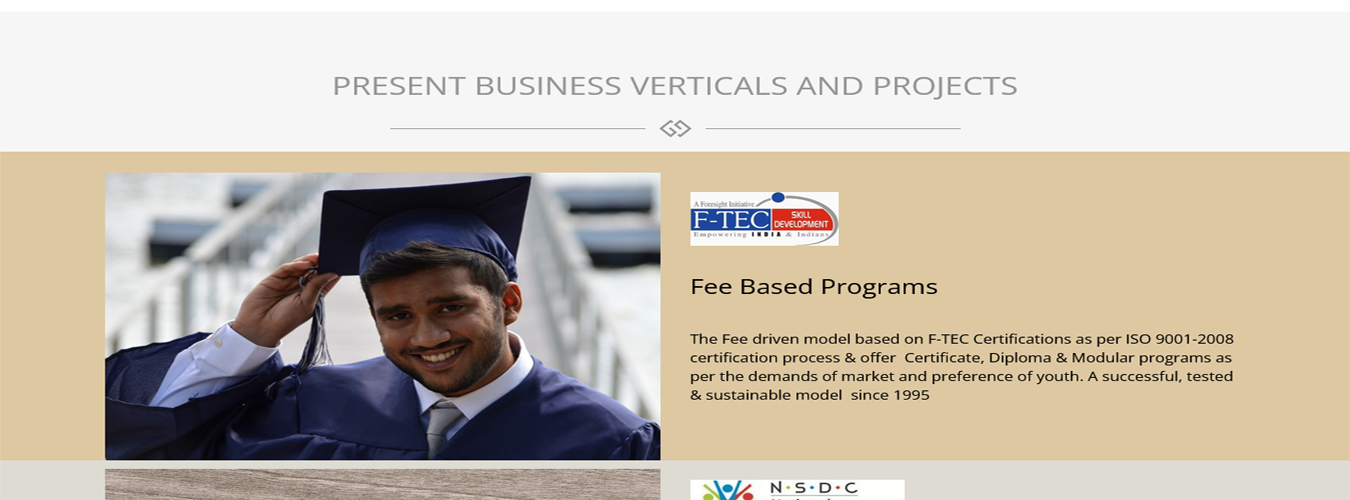 PRESENT BUSINESS VERTICALS AND PROJECTS
A Foresight Initiative
F-TEC SKILL DEVELOPMENT
Empowering INDIA & Indians
Fee Based Programs
The Fee driven model based on F-TEC Certifications as per ISO 9001-2008
certification process & offer  Certificate, Diploma & Modular programs as
per the demands of market and preference of youth. A successful, tested
& sustainable model  since 1995
N·S·D·C